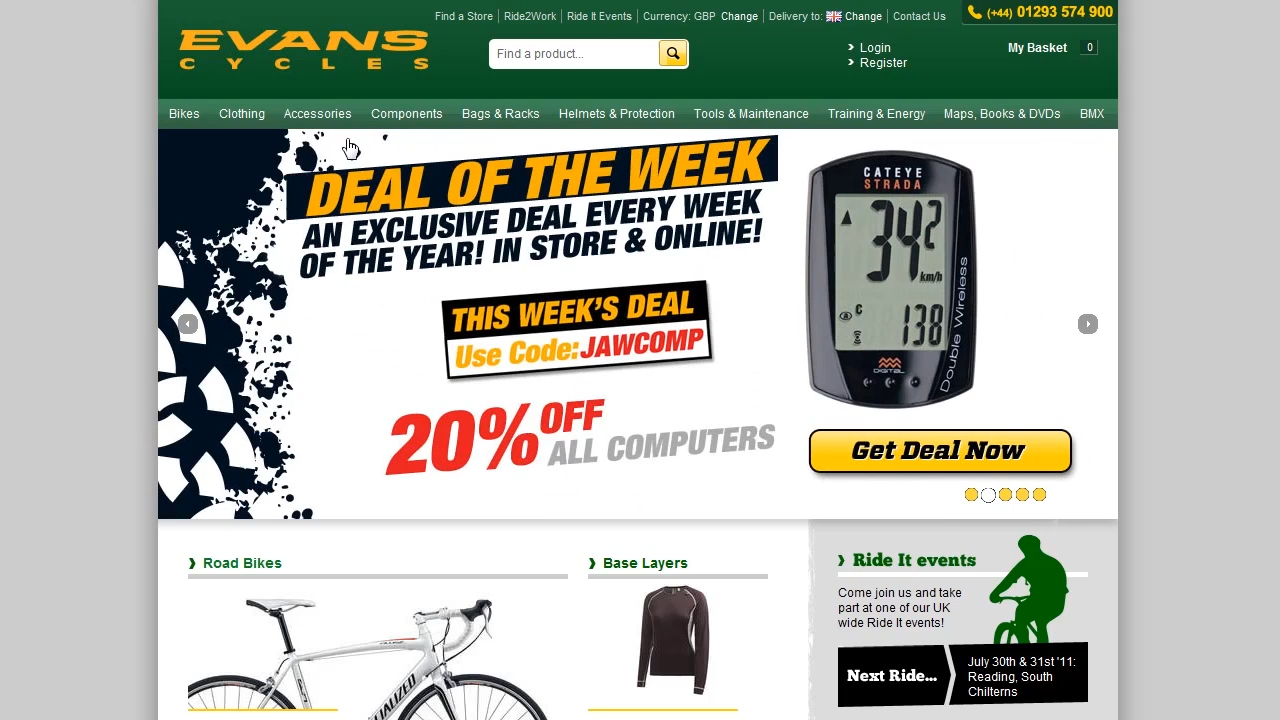 Find a Store Ride2Work Ride It Events Currency: GBP Change Delivery to: Change Contact Us (+44) 01293 574 900
EVANS
CYCLES
Find a product...
Login
Register
My Basket 0
Bikes Clothing Accessories Components Bags & Racks Helmets & Protection Tools & Maintenance Training & Energy Maps, Books & DVDs BMX
DEAL OF THE WEEK
AN EXCLUSIVE DEAL EVERY WEEK
OF THE YEAR! IN STORE & ONLINE!
THIS WEEK'S DEAL
Use Code:JAWCOMP
20% OFF
ALL COMPUTERS
CATEYE
STRADA
342
km/h
C
138
DIGITAL
Double Wireless
Get Deal Now
Road Bikes
Base Layers
Ride It events
Come join us and take
part at one of our UK
wide Ride It events!
Next Ride...
July 30th & 31st '11:
Reading, South
Chilterns